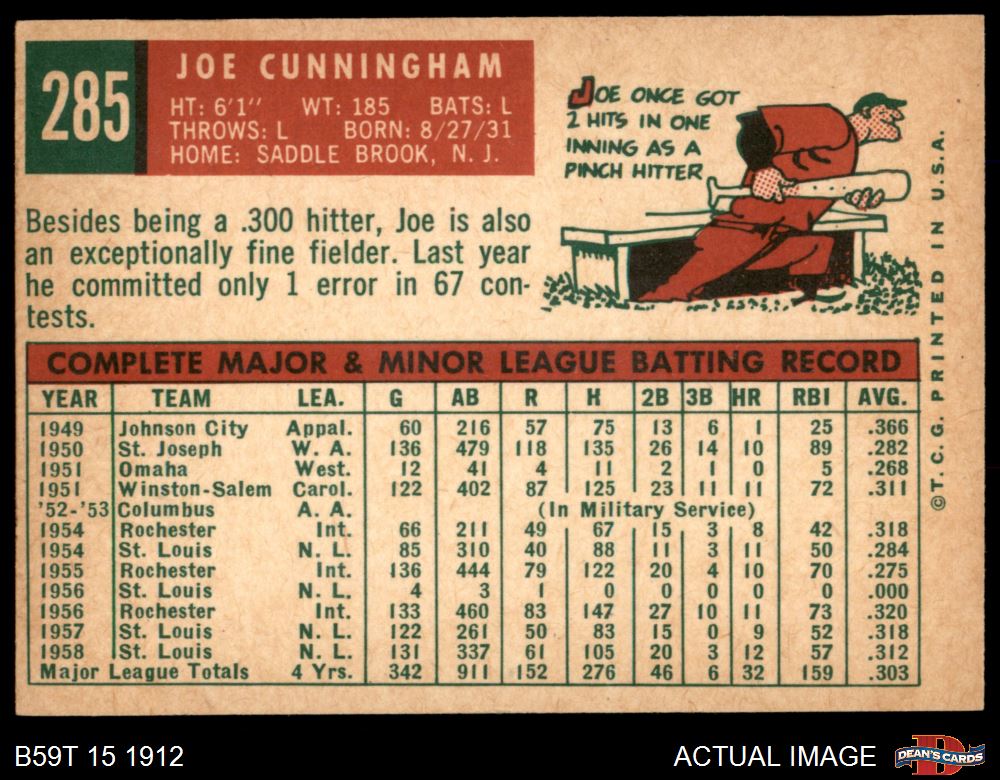 285
JOE CUNNINGHAM
HT: 6'1" WT: 185 BATS: L
THROWS: L BORN: 8/27/31
HOME: SADDLE BROOK, N. J.
JOE ONCE GOT
2 HITS IN ONE
INNING AS A
PINCH HITTER
Besides being a .300 hitter, Joe is also
an exceptionally fine fielder. Last year
he committed only 1 error in 67 con-
tests.
COMPLETE MAJOR & MINOR LEAGUE BATTING RECORD
YEAR TEAM LEA. G AB R H 2B 3B HR RBI AVG.
1949 Johnson City Appal. 60 216 57 75 13 6 1 25 .366
1950 St. Joseph W. A. 136 479 118 135 26 14 10 89 .282
1951 Omaha West. 12 41 4 11 2 1 0 5 .268
1951 Winston-Salem Carol. 122 402 87 125 23 11 11 72 .311
'52-'53 Columbus A. A. (In Military Service)
1954 Rochester Int. 66 211 49 67 15 3 8 42 .318
1954 St. Louis N. L. 85 310 40 88 11 3 11 50 .284
1955 Rochester Int. 136 444 79 122 20 4 10 70 .275
1956 St. Louis N. L. 4 3 1 0 0 0 0 0 .000
1956 Rochester Int. 133 460 83 147 27 10 11 73 .320
1957 St. Louis N. L. 122 261 50 83 15 0 9 52 .318
1958 St. Louis N. L. 131 337 61 105 20 3 12 57 .312
Major League Totals 4 Yrs. 342 911 152 276 46 6 32 159 .303
©T. C. G. PRINTED IN U.S.A.
B59T 15 1912
ACTUAL IMAGE
D
DEAN'S CARDS